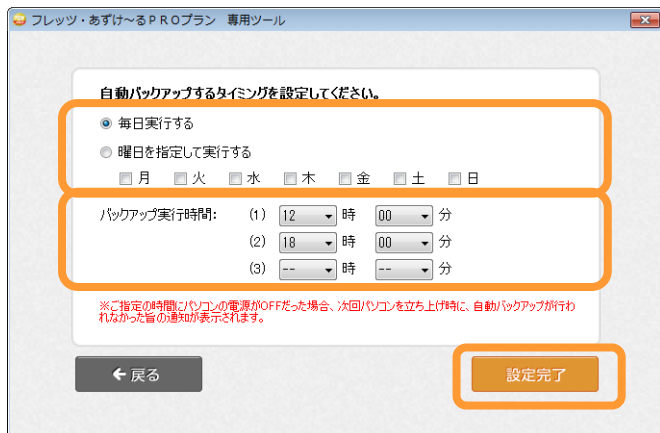 フレッツ・あずけ～るＰＲＯプラン　専用ツール
自動バックアップするタイミングを設定してください。
毎日実行する
曜日を指定して実行する
月 火 水 木 金 土 日
バックアップ実行時間: (1) 12 時 00 分
(2) 18 時 00 分
(3) -- 時 -- 分
※ご指定の時間にパソコンの電源がOFFだった場合、次回パソコンを立ち上げ時に、自動バックアップが行わ
れなかった旨の通知が表示されます。
←戻る 設定完了